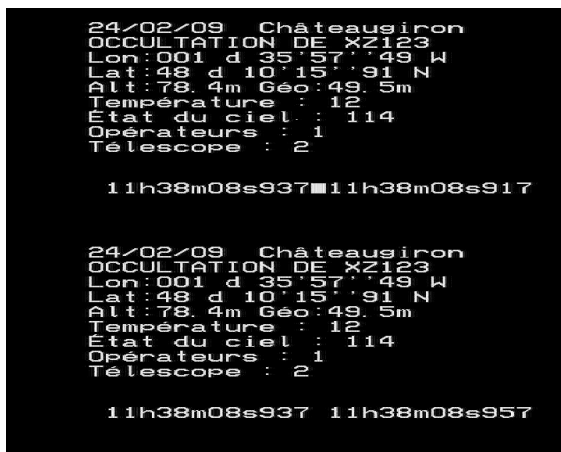 24/02/09 Châteaugiron
OCCULTATION DE XZ123
Lon:001 d 35'57''49 W
Lat:48 d 10'15''91 N
Alt:78.4m Géo:49.5m
Température : 12
État du ciel : 114
Opérateurs : 1
Télescope : 2
11h38m08s937 11h38m08s917
24/02/09 Châteaugiron
OCCULTATION DE XZ123
Lon:001 d 35'57''49 W
Lat:48 d 10'15''91 N
Alt:78.4m Géo:49.5m
Température : 12
État du ciel : 114
Opérateurs : 1
Télescope : 2
11h38m08s937 11h38m08s957